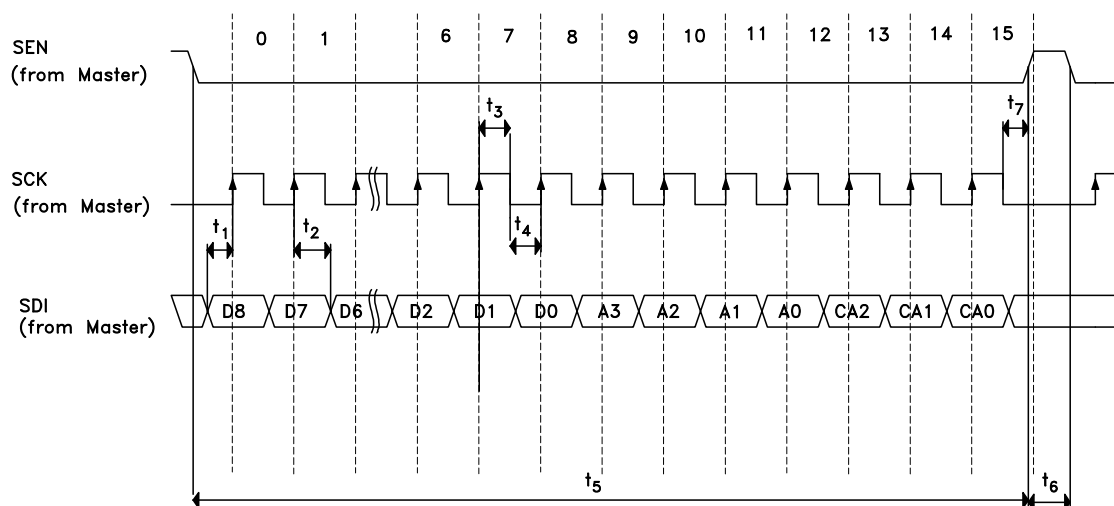 0 1 6 7 8 9 10 11 12 13 14 15
SEN
(from Master)
t3
t7
SCK
(from Master)
t1 t2 t4
SDI
(from Master)
D8 D7 D6 D2 D1 D0 A3 A2 A1 A0 CA2 CA1 CA0
t5 t6